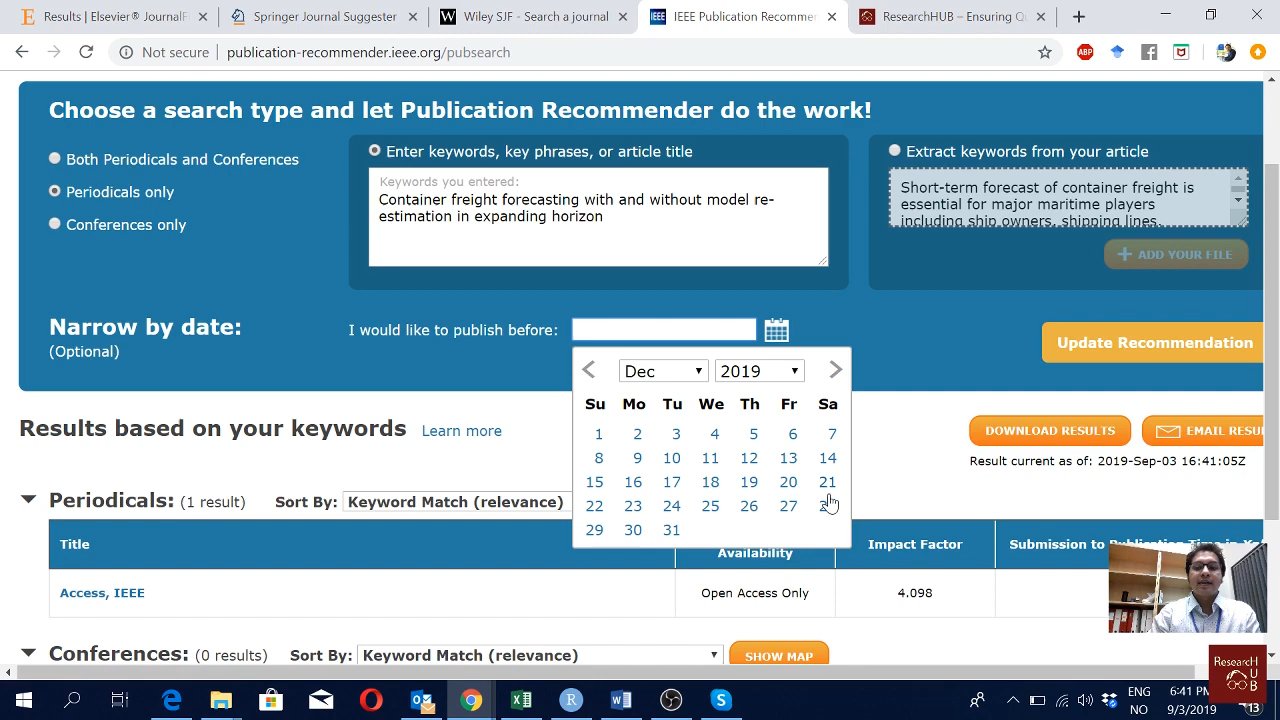 Results | Elsevier® JournalF
Springer Journal Suggester
Wiley SJF - Search a journal
IEEE Publication Recommen
ResearchHUB – Ensuring Qu
Not secure
publication-recommender.ieee.org/pubsearch
Choose a search type and let Publication Recommender do the work!
Both Periodicals and Conferences
Periodicals only
Conferences only
Enter keywords, key phrases, or article title
Keywords you entered:
Container freight forecasting with and without model re-
estimation in expanding horizon
Extract keywords from your article
Short-term forecast of container freight is
essential for major maritime players
including ship owners, shipping lines,
ADD YOUR FILE
Narrow by date:
(Optional)
I would like to publish before:
Update Recommendation
Dec 2019
Su Mo Tu We Th Fr Sa
1 2 3 4 5 6 7
8 9 10 11 12 13 14
15 16 17 18 19 20 21
22 23 24 25 26 27
29 30 31
Results based on your keywords Learn more
DOWNLOAD RESULTS
EMAIL RESU
Result current as of: 2019-Sep-03 16:41:05Z
Periodicals: (1 result) Sort By: Keyword Match (relevance)
Title
Availability
Impact Factor
Submission to
Access, IEEE
Open Access Only
4.098
Conferences: (0 results) Sort By: Keyword Match (relevance)
SHOW MAP
ResearchHUB
ENG
NO
6:41 PM
9/3/2019
13